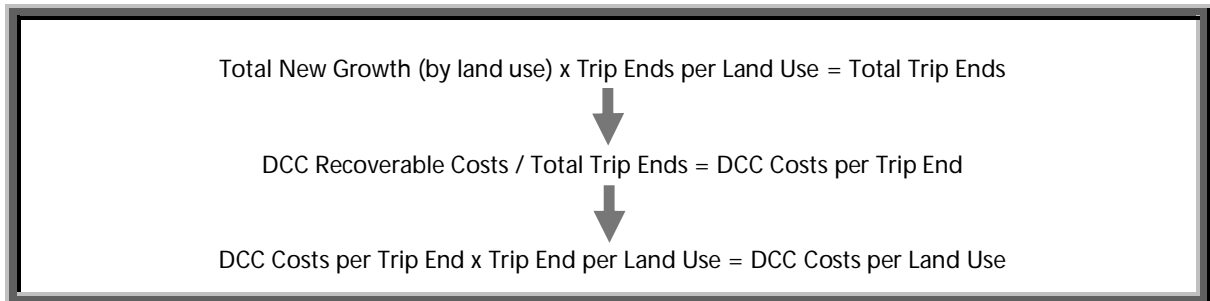 Total New Growth (by land use) x Trip Ends per Land Use = Total Trip Ends
DCC Recoverable Costs / Total Trip Ends = DCC Costs per Trip End
DCC Costs per Trip End x Trip End per Land Use = DCC Costs per Land Use